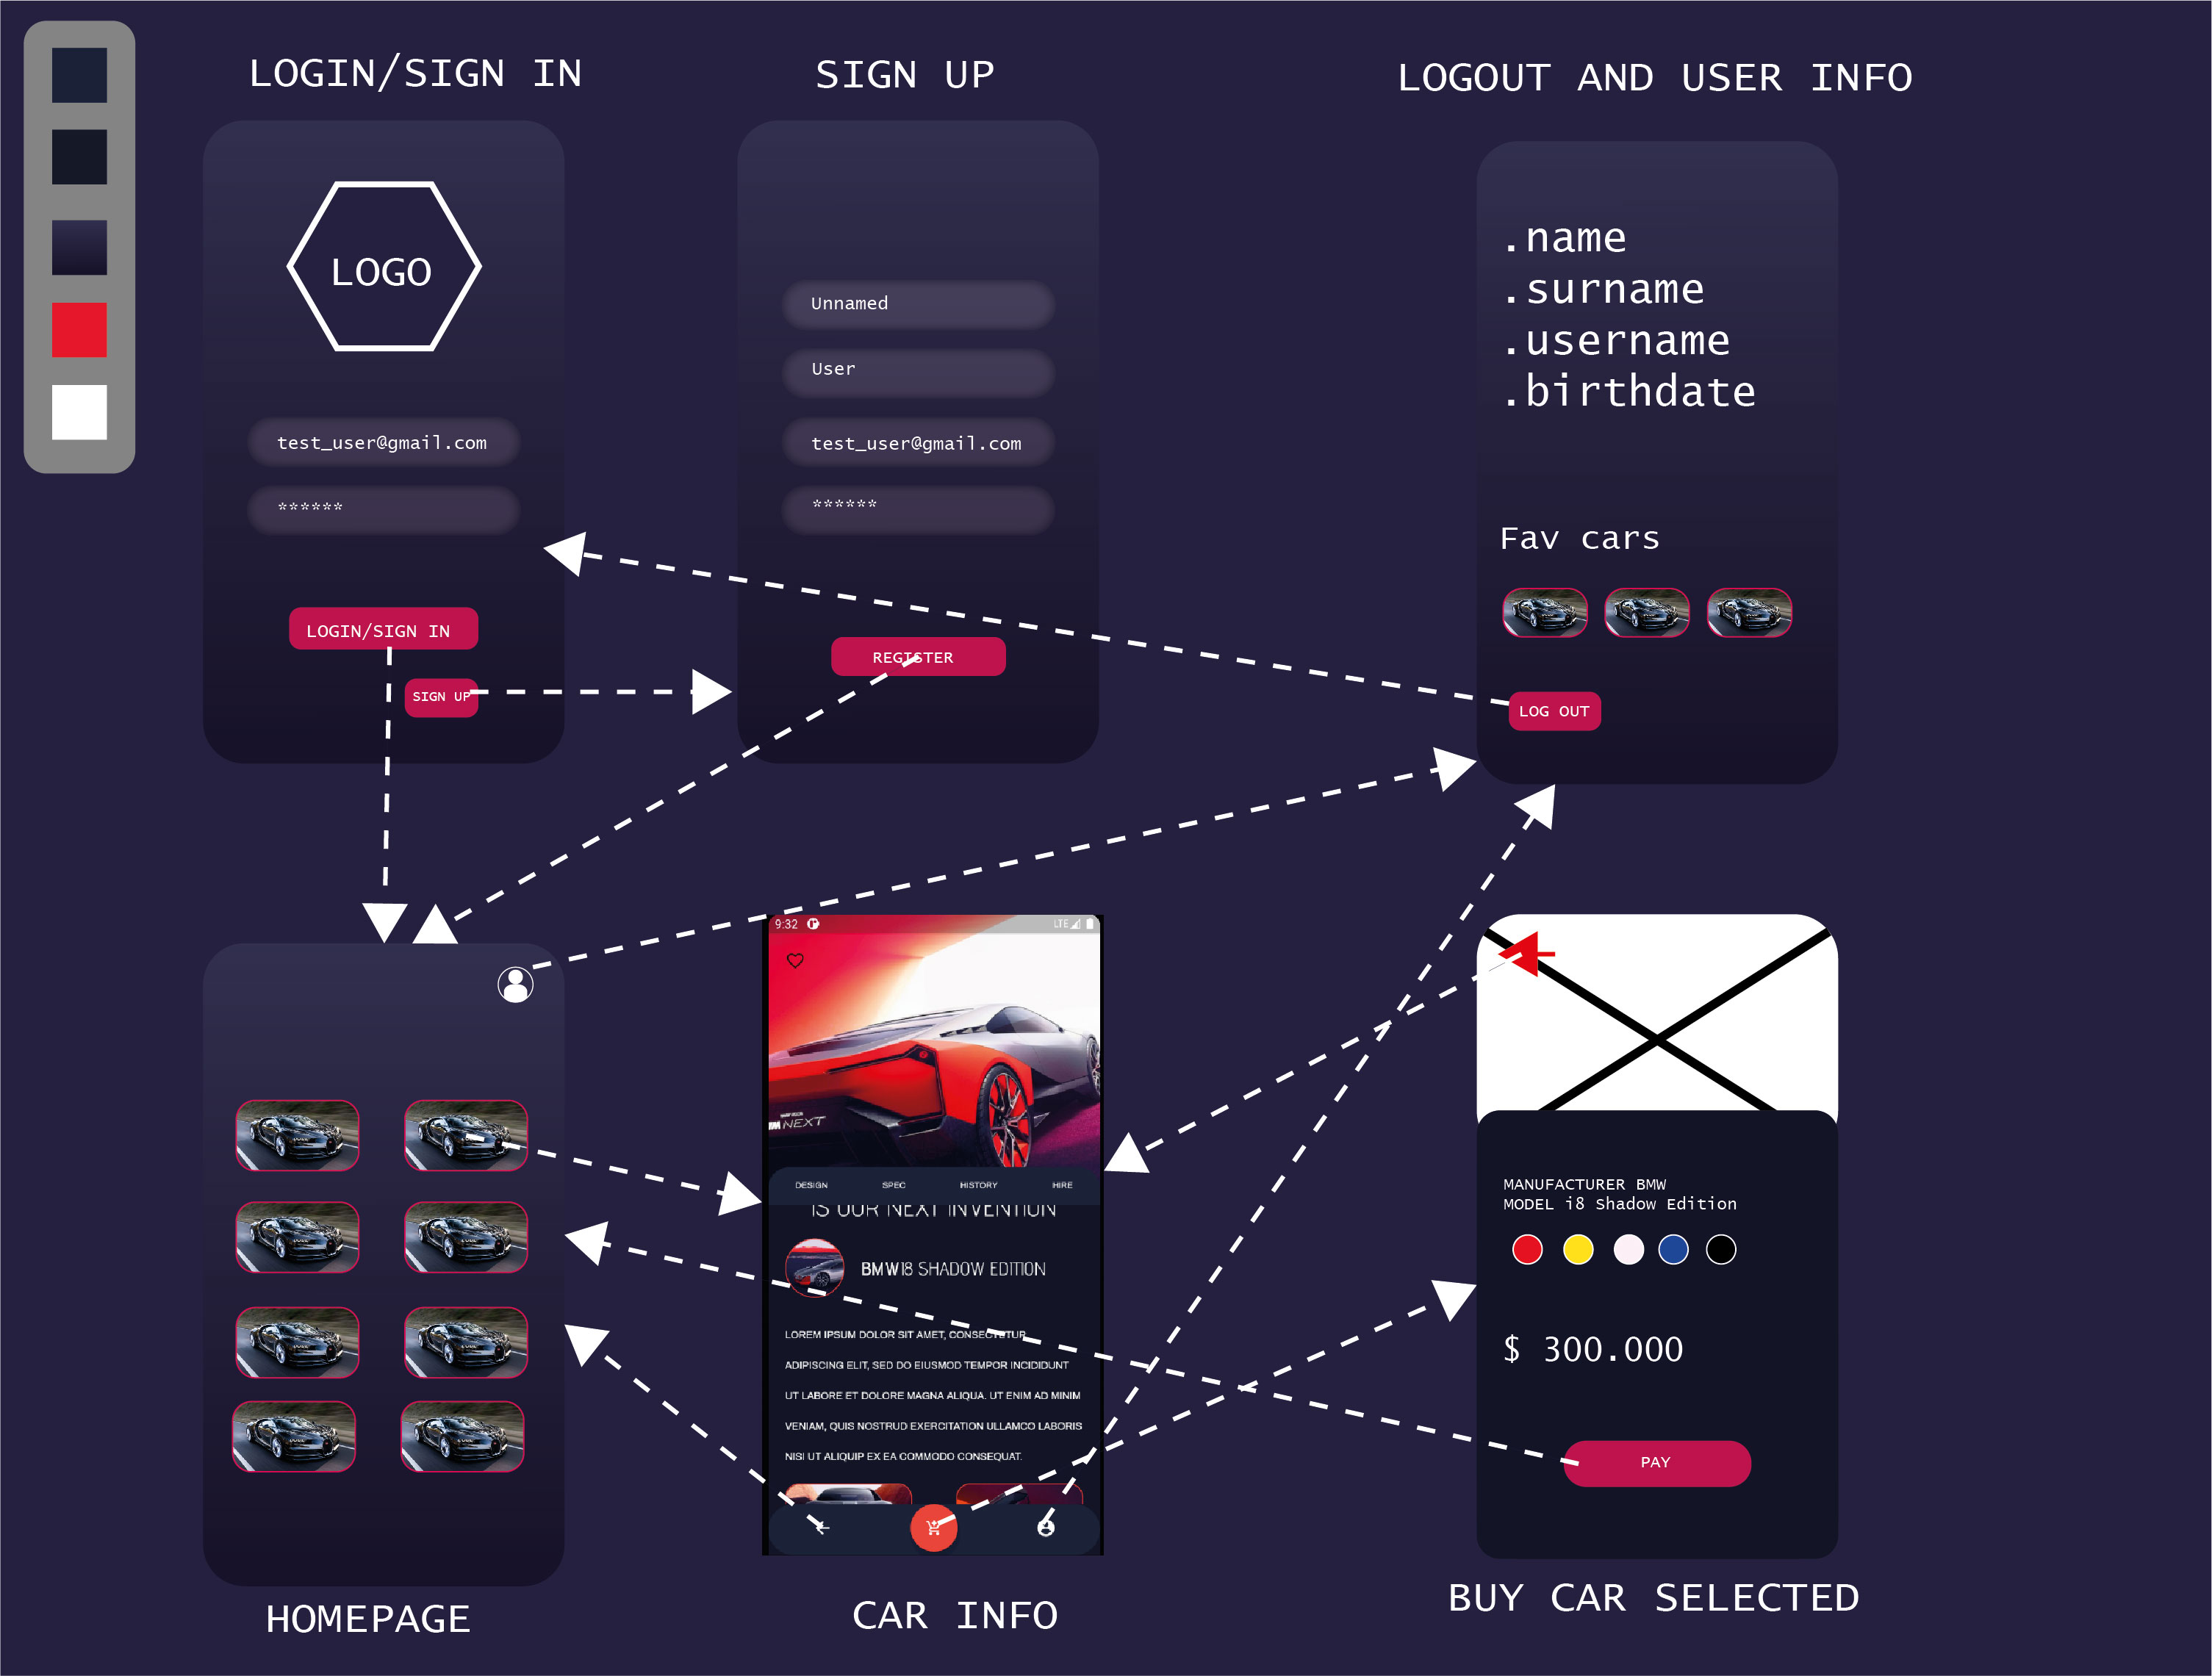 LOGIN/SIGN IN
SIGN UP
LOGOUT AND USER INFO
LOGO
test_user@gmail.com
******
LOGIN/SIGN IN
SIGN UP
Unnamed
User
test_user@gmail.com
******
REGISTER
.name
.surname
.username
.birthdate
Fav cars
LOG OUT
HOMEPAGE
9:32
LTE
NEXT
DESIGN SPEC HISTORY HIRE
IS OUR NEXT INVENTION
BMW I8 SHADOW EDITION
LOREM IPSUM DOLOR SIT AMET, CONSECTETUR
ADIPISCING ELIT, SED DO EIUSMOD TEMPOR INCIDIDUNT
UT LABORE ET DOLORE MAGNA ALIQUA. UT ENIM AD MINIM
VENIAM, QUIS NOSTRUD EXERCITATION ULLAMCO LABORIS
NISI UT ALIQUIP EX EA COMMODO CONSEQUAT.
CAR INFO
MANUFACTURER BMW
MODEL i8 Shadow Edition
$ 300.000
PAY
BUY CAR SELECTED